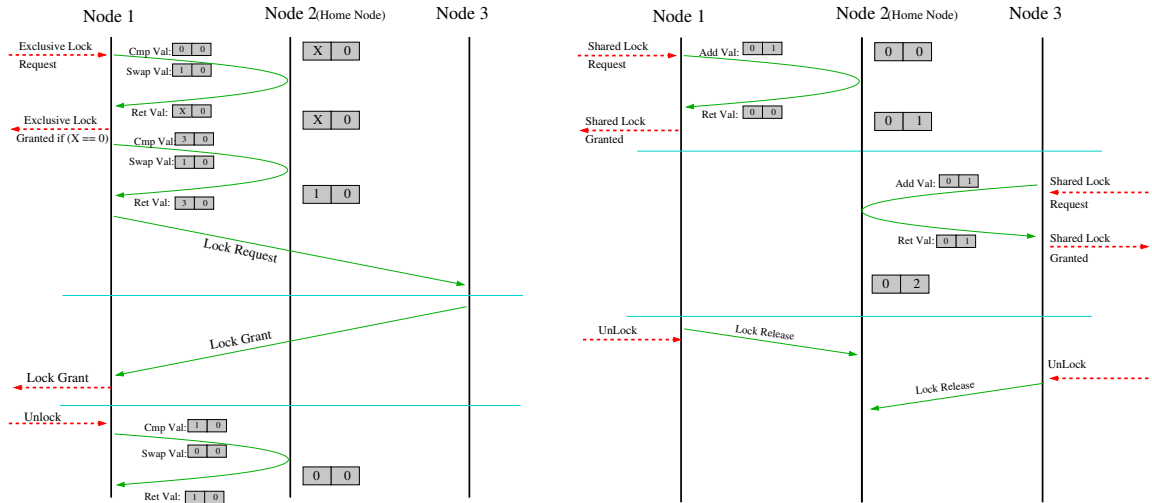 Node 1
Node 2(Home Node)
Node 3
Exclusive Lock
Request
Cmp Val: 0 0
X 0
Swap Val: 1 0
Ret Val: X 0
Exclusive Lock
Granted if (X == 0)
X 0
Cmp Val: 3 0
Swap Val: 1 0
Ret Val: 3 0
1 0
Lock Request
Lock Grant
Lock Grant
Unlock
Cmp Val: 1 0
Swap Val: 0 0
0 0
Ret Val: 1 0
Node 1
Node 2(Home Node)
Node 3
Shared Lock
Request
Add Val: 0 1
0 0
Ret Val: 0 0
Shared Lock
Granted
0 1
Add Val: 0 1
Shared Lock
Request
Ret Val: 0 1
Shared Lock
Granted
0 2
UnLock
Lock Release
UnLock
Lock Release